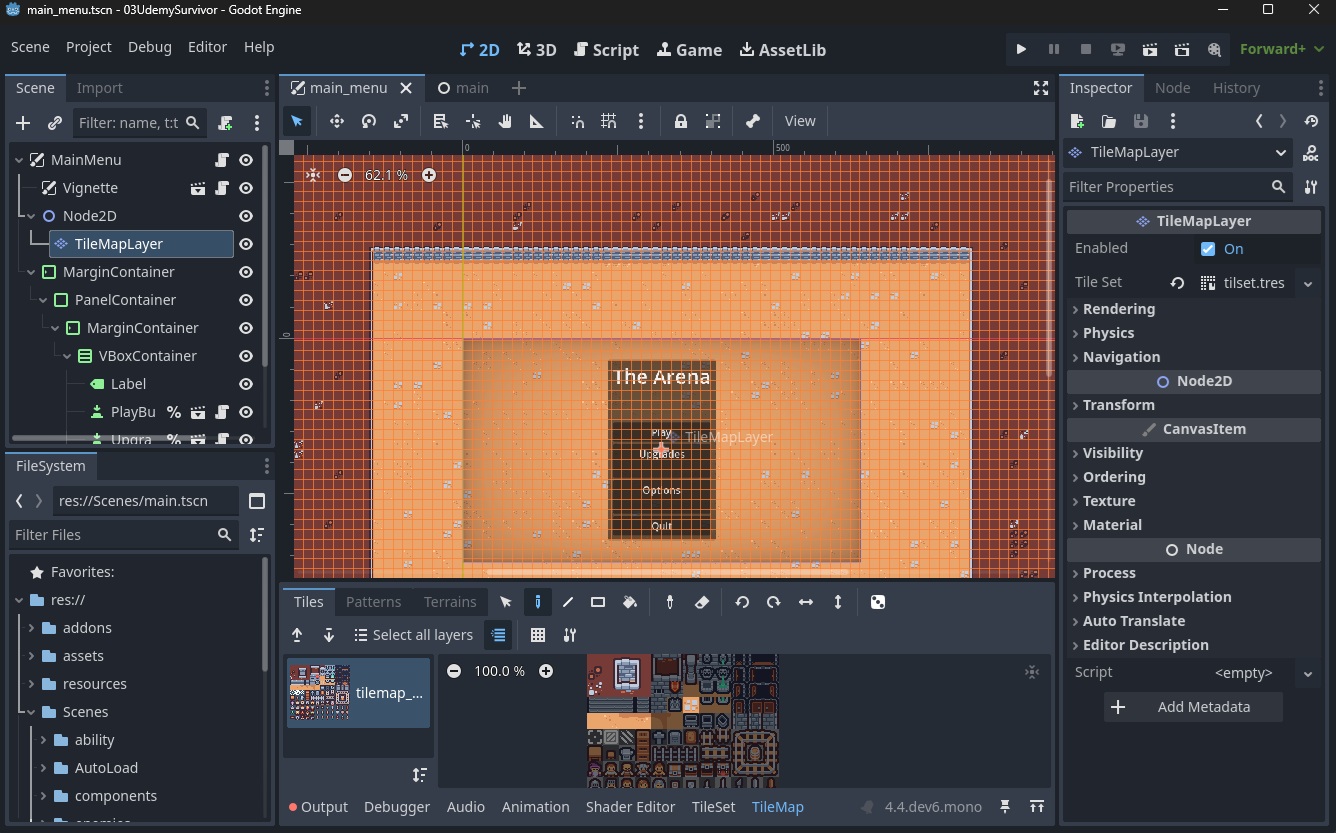 main_menu.tscn - 03UdemySurvivor - Godot Engine
Scene Project Debug Editor Help
2D 3D Script Game AssetLib
Forward+
Scene Import
Filter: name, t:t
MainMenu
Vignette
Node2D
TileMapLayer
MarginContainer
PanelContainer
MarginContainer
VBoxContainer
Label
PlayBu %
Upgra %
FileSystem
res://Scenes/main.tscn
Filter Files
Favorites:
res://
addons
assets
resources
Scenes
ability
AutoLoad
components
enemies
main_menu main
View
0 500
62.1 %
0
The Arena
Play
TileMapLayer
Upgrades
Options
Quit
Tiles Patterns Terrains
Select all layers
tilemap_...
100.0 %
Output Debugger Audio Animation Shader Editor TileSet TileMap 4.4.dev6.mono
Inspector Node History
TileMapLayer
DOC
Filter Properties
TileMapLayer
Enabled On
Tile Set tilset.tres
Rendering
Physics
Navigation
Node2D
Transform
CanvasItem
Visibility
Ordering
Texture
Material
Node
Process
Physics Interpolation
Auto Translate
Editor Description
Script <empty>
Add Metadata